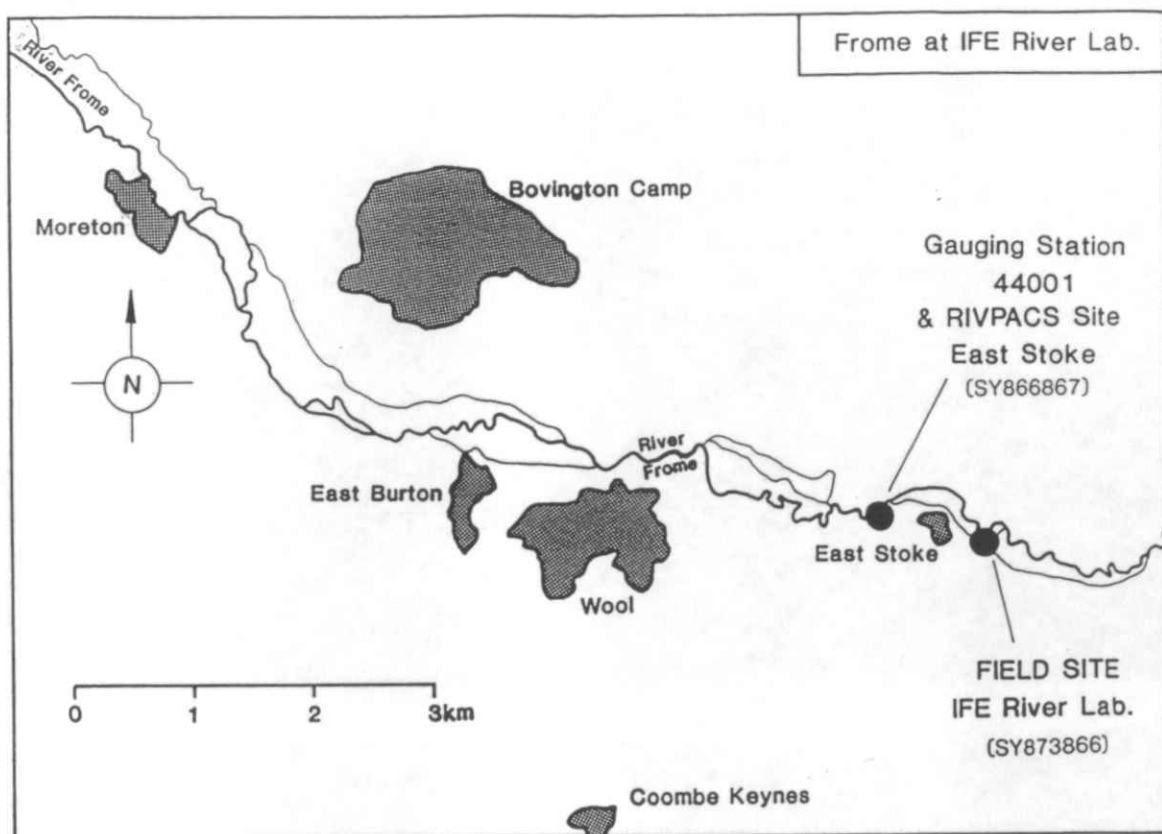 Frome at IFE River Lab.
River Frome
Bovington Camp
Moreton
Gauging Station
44001
& RIVPACS Site
East Stoke
(SY866867)
N
River
Frome
East Burton
East Stoke
Wool
FIELD SITE
IFE River Lab.
(SY873866)
0 1 2 3km
Coombe Keynes